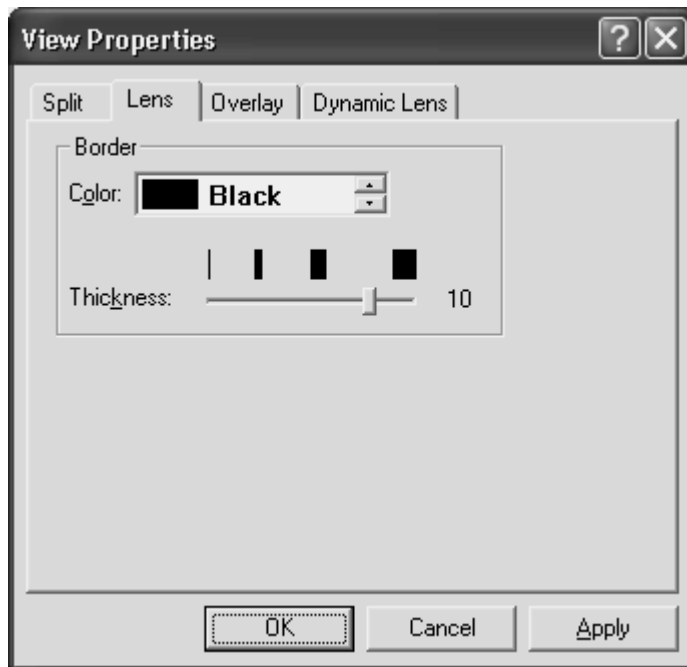 View Properties
Split Lens Overlay Dynamic Lens
Border
Color: Black
Thickness: 10
OK Cancel Apply